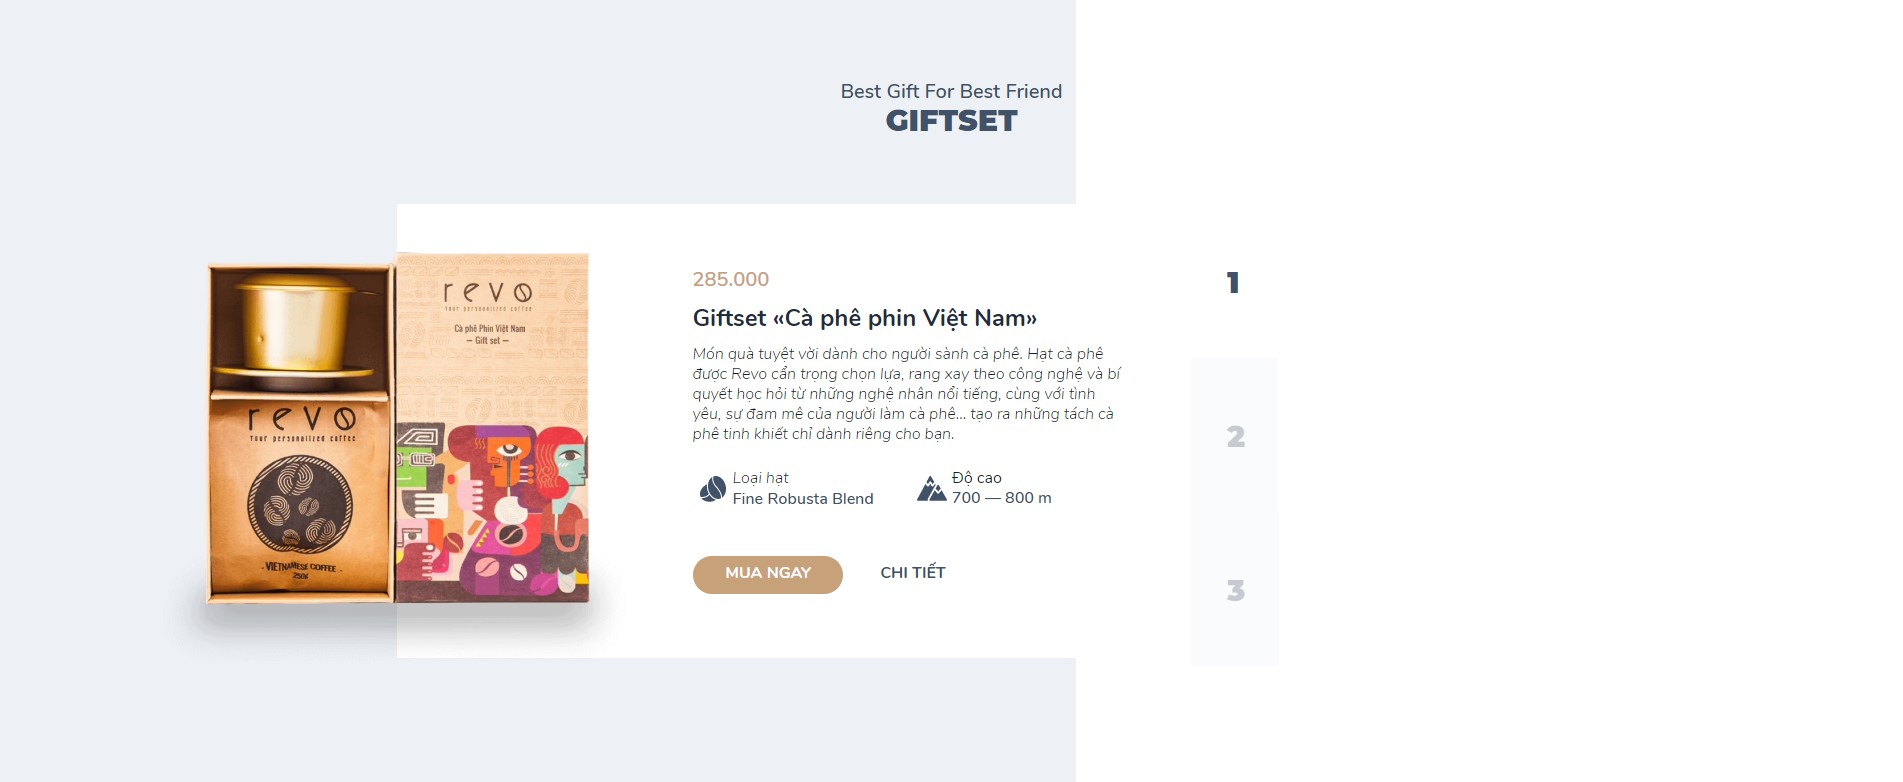 Best Gift For Best Friend
GIFTSET
revo
Your personalized coffee
Cà phê Phin Việt Nam
— Gift set —
revo
Your personalized coffee
- VIETNAMESE COFFEE -
250g
285.000
Giftset «Cà phê phin Việt Nam»
Món quà tuyệt vời dành cho người sành cà phê. Hạt cà phê
được Revo cẩn trọng chọn lựa, rang xay theo công nghệ và bí
quyết học hỏi từ những nghệ nhân nổi tiếng, cùng với tình
yêu, sự đam mê của người làm cà phê... tạo ra những tách cà
phê tinh khiết chỉ dành riêng cho bạn.
Loại hạt
Fine Robusta Blend
Độ cao
700 — 800 m
MUA NGAY
CHI TIẾT
1
2
3